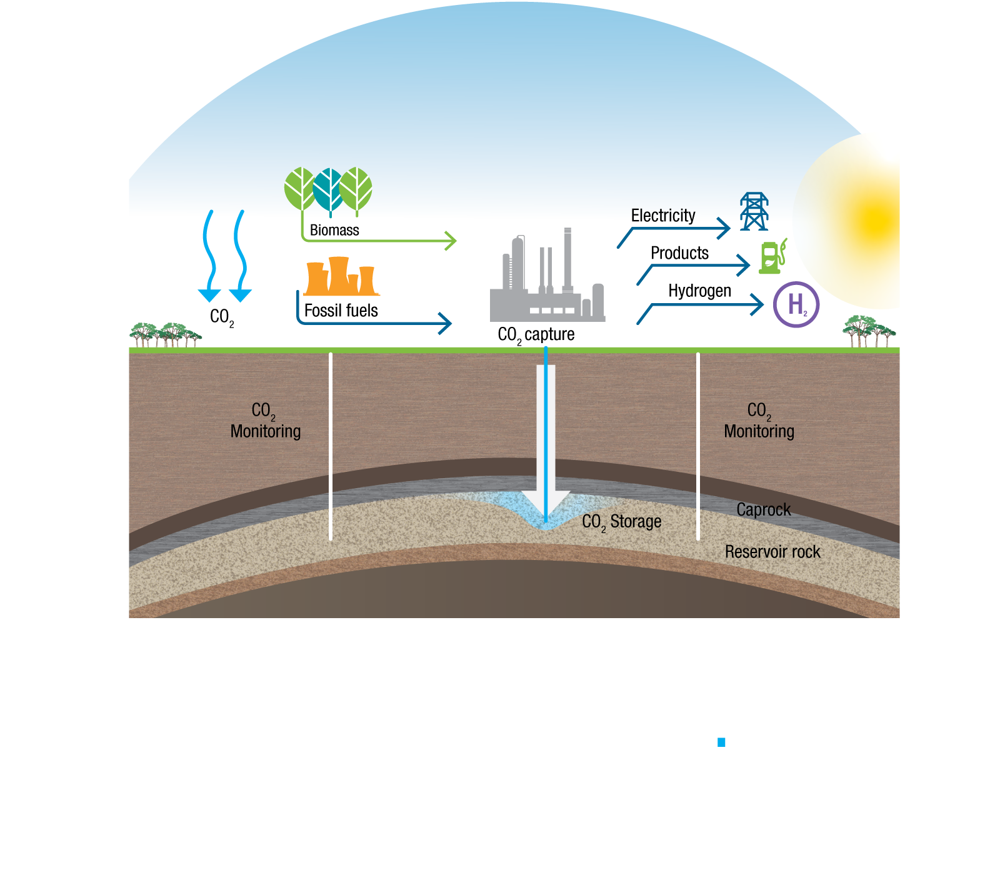 Biomass
Electricity
Products
Hydrogen
H2
Fossil fuels
CO2
CO2 capture
CO2
Monitoring
CO2
Monitoring
Caprock
CO2 Storage
Reservoir rock